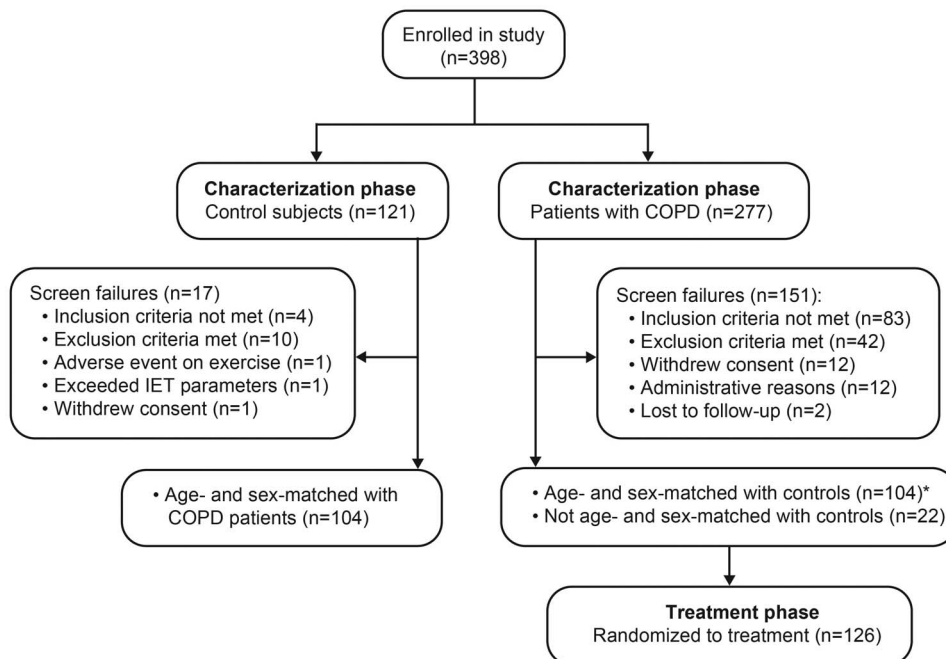 Enrolled in study
(n=398)
Characterization phase
Control subjects (n=121)
Characterization phase
Patients with COPD (n=277)
Screen failures (n=17)
• Inclusion criteria not met (n=4)
• Exclusion criteria met (n=10)
• Adverse event on exercise (n=1)
• Exceeded IET parameters (n=1)
• Withdrew consent (n=1)
Screen failures (n=151):
• Inclusion criteria not met (n=83)
• Exclusion criteria met (n=42)
• Withdrew consent (n=12)
• Administrative reasons (n=12)
• Lost to follow-up (n=2)
• Age- and sex-matched with
COPD patients (n=104)
• Age- and sex-matched with controls (n=104)*
• Not age- and sex-matched with controls (n=22)
Treatment phase
Randomized to treatment (n=126)